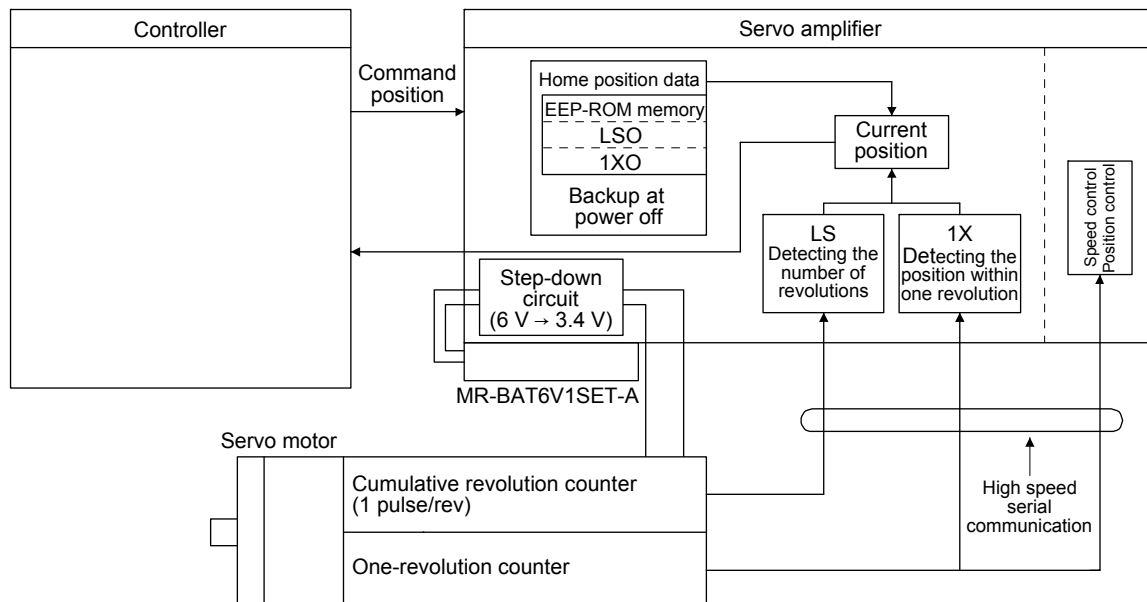 Controller
Servo amplifier
Command
position
Home position data
EEP-ROM memory
LSO
1XO
Backup at
power off
Current
position
LS
Detecting the
number of
revolutions
1X
Detecting the
position within
one revolution
Speed control
Position control
Step-down
circuit
(6 V → 3.4 V)
MR-BAT6V1SET-A
Servo motor
Cumulative revolution counter
(1 pulse/rev)
One-revolution counter
High speed
serial
communication